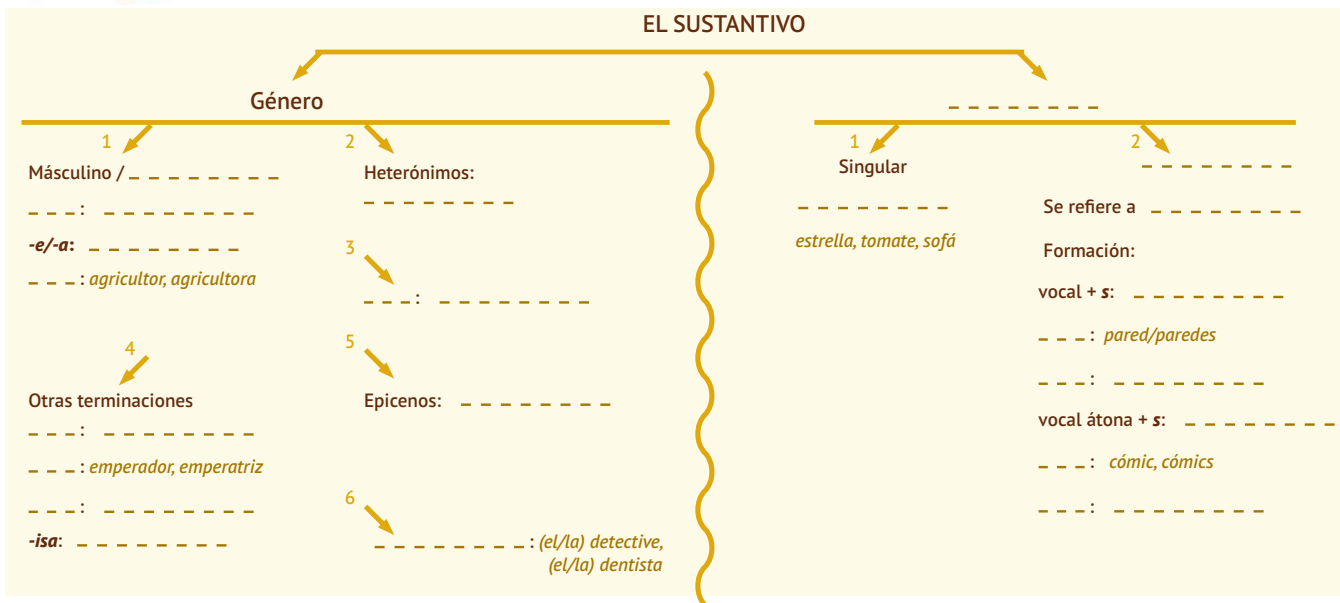 EL SUSTANTIVO
Género
_ _ _ _ _ _ _ _
1
2
Másculino / _ _ _ _ _ _ _ _
_ _ _ : _ _ _ _ _ _ _ _
-e/-a: _ _ _ _ _ _ _ _
_ _ _ : agricultor, agricultora
Heterónimos:
_ _ _ _ _ _ _ _
3
_ _ _ : _ _ _ _ _ _ _ _
4
Otras terminaciones
_ _ _ : _ _ _ _ _ _ _ _
_ _ _ : emperador, emperatriz
_ _ _ : _ _ _ _ _ _ _ _
-isa: _ _ _ _ _ _ _ _
5
Epicenos: _ _ _ _ _ _ _ _
6
_ _ _ _ _ _ _ _ : (el/la) detective,
(el/la) dentista
1
Singular
_ _ _ _ _ _ _ _
estrella, tomate, sofá
2
_ _ _ _ _ _ _ _
Se refiere a _ _ _ _ _ _ _ _
Formación:
vocal + s: _ _ _ _ _ _ _ _
_ _ _ : pared/paredes
_ _ _ : _ _ _ _ _ _ _ _
vocal átona + s: _ _ _ _ _ _ _ _
_ _ _ : cómic, cómics
_ _ _ : _ _ _ _ _ _ _ _